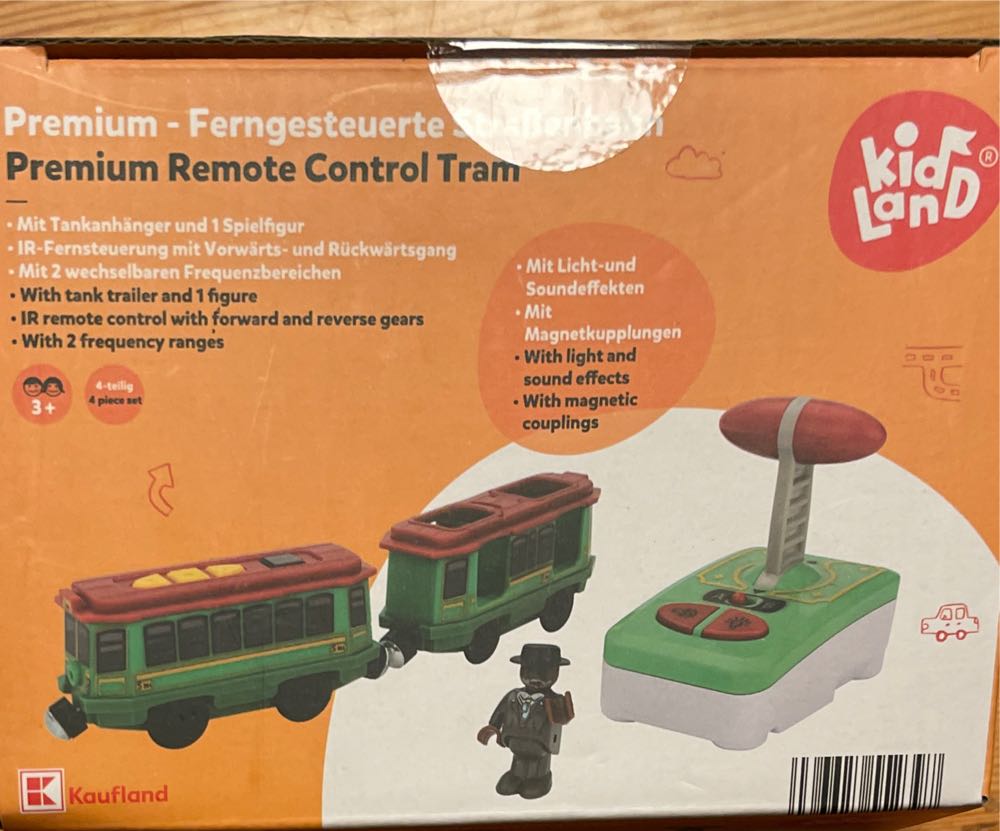 Premium - Ferngesteuerte Straßenbahn
Premium Remote Control Tram
• Mit Tankanhänger und 1 Spielfigur
• IR-Fernsteuerung mit Vorwärts- und Rückwärtsgang
• Mit 2 wechselbaren Frequenzbereichen
• With tank trailer and 1 figure
• IR remote control with forward and reverse gears
• With 2 frequency ranges
3+
4-teilig
4 piece set
• Mit Licht-und
Soundeffekten
• Mit
Magnetkupplungen
• With light and
sound effects
• With magnetic
couplings
kid
LanD
®
Kaufland